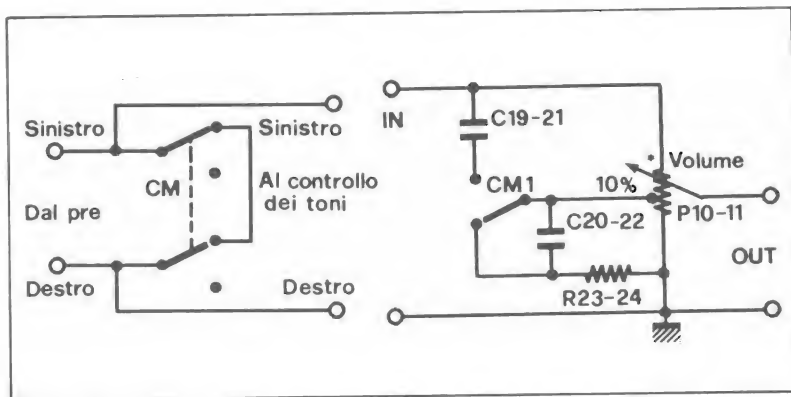 Sinistro
Sinistro
CM
Al controllo
dei toni
Dal pre
Destro
Destro
IN
C19-21
* Volume
CM1
10%
P10-11
C20-22
OUT
R23-24